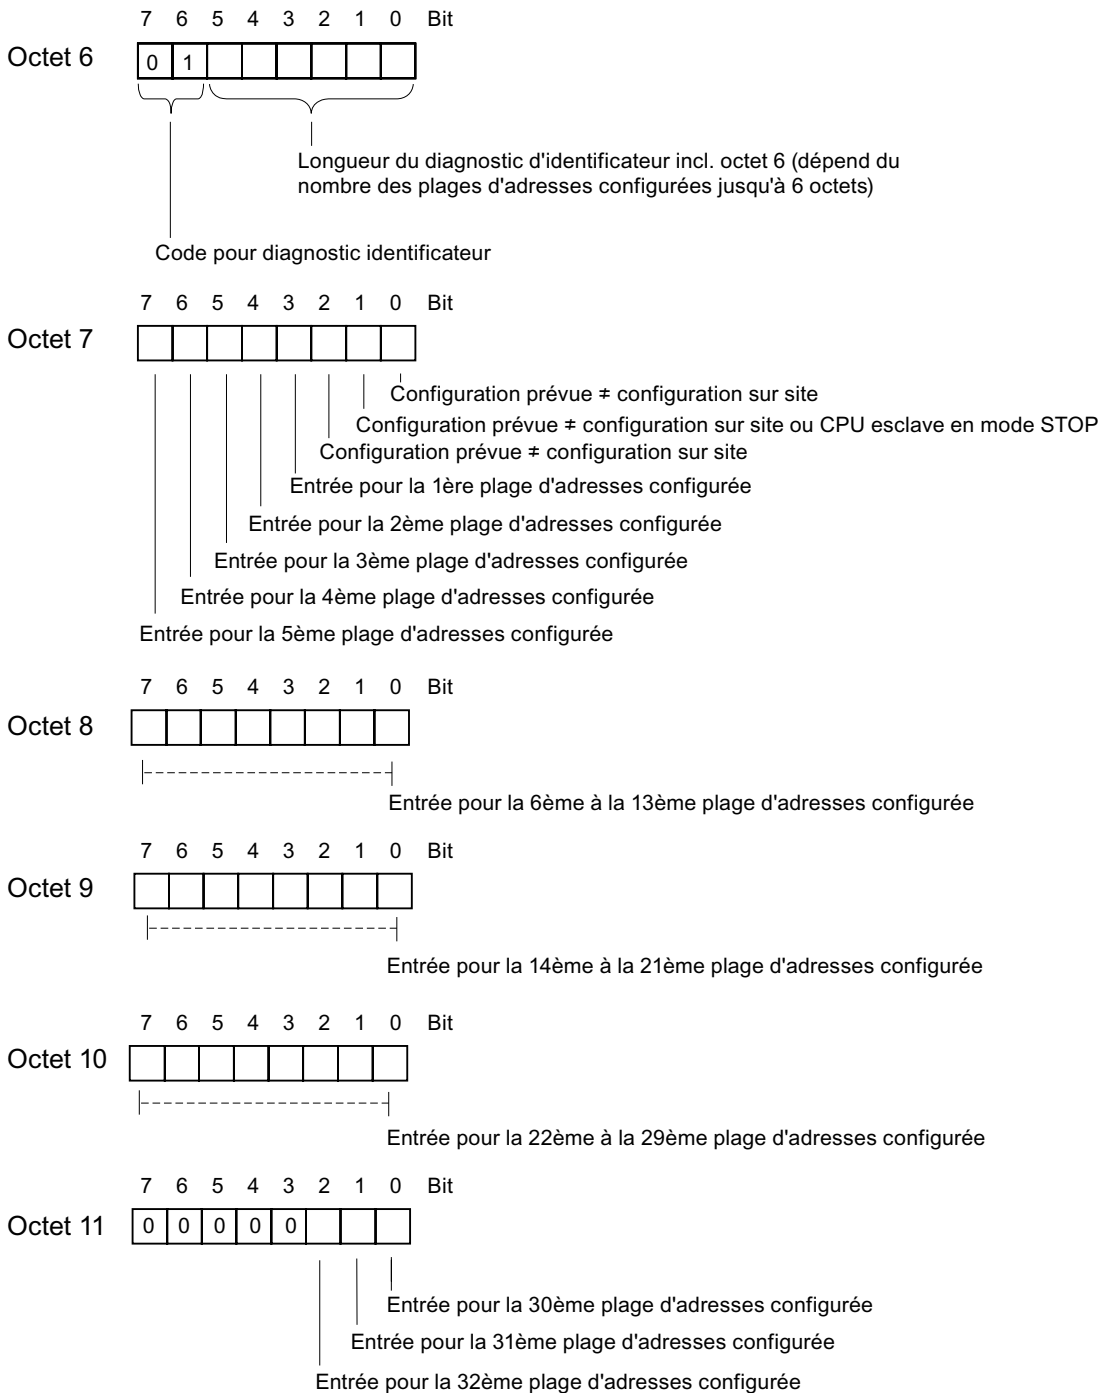 7 6 5 4 3 2 1 0 Bit
Octet 6
0 1
Longueur du diagnostic d'identificateur incl. octet 6 (dépend du
nombre des plages d'adresses configurées jusqu'à 6 octets)
Code pour diagnostic identificateur
7 6 5 4 3 2 1 0 Bit
Octet 7
Configuration prévue ≠ configuration sur site
Configuration prévue ≠ configuration sur site ou CPU esclave en mode STOP
Configuration prévue ≠ configuration sur site
Entrée pour la 1ère plage d'adresses configurée
Entrée pour la 2ème plage d'adresses configurée
Entrée pour la 3ème plage d'adresses configurée
Entrée pour la 4ème plage d'adresses configurée
Entrée pour la 5ème plage d'adresses configurée
7 6 5 4 3 2 1 0 Bit
Octet 8
Entrée pour la 6ème à la 13ème plage d'adresses configurée
7 6 5 4 3 2 1 0 Bit
Octet 9
Entrée pour la 14ème à la 21ème plage d'adresses configurée
7 6 5 4 3 2 1 0 Bit
Octet 10
Entrée pour la 22ème à la 29ème plage d'adresses configurée
7 6 5 4 3 2 1 0 Bit
Octet 11
0 0 0 0 0
Entrée pour la 30ème plage d'adresses configurée
Entrée pour la 31ème plage d'adresses configurée
Entrée pour la 32ème plage d'adresses configurée